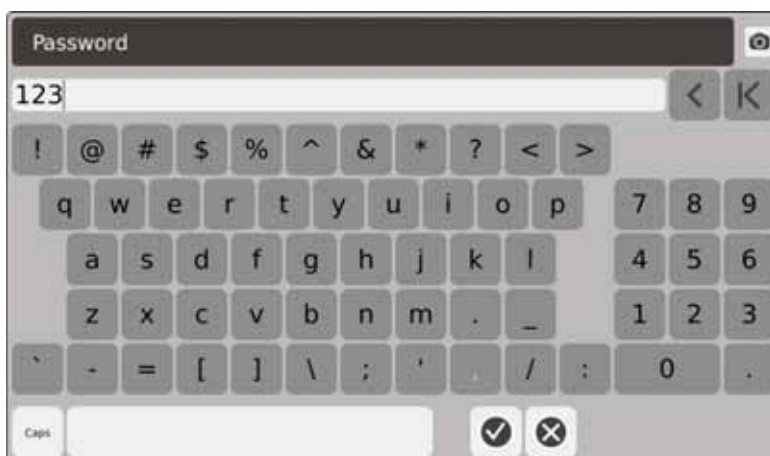 Password
123
! @ # $ % ^ & * ? < >
q w e r t y u i o p 7 8 9
a s d f g h j k l 4 5 6
z x c v b n m . _ 1 2 3
` - = [ ] \ ; ' , / : 0 .
Caps